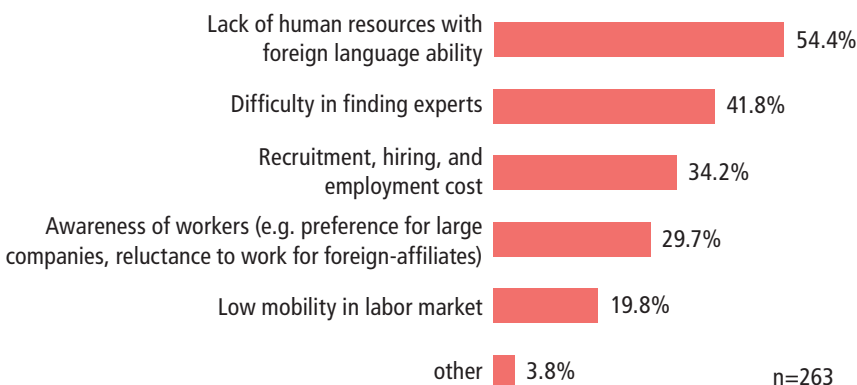 Lack of human resources with
foreign language ability
54.4%
Difficulty in finding experts
41.8%
Recruitment, hiring, and
employment cost
34.2%
Awareness of workers (e.g. preference for large
companies, reluctance to work for foreign-affiliates)
29.7%
Low mobility in labor market
19.8%
other
3.8%
n=263